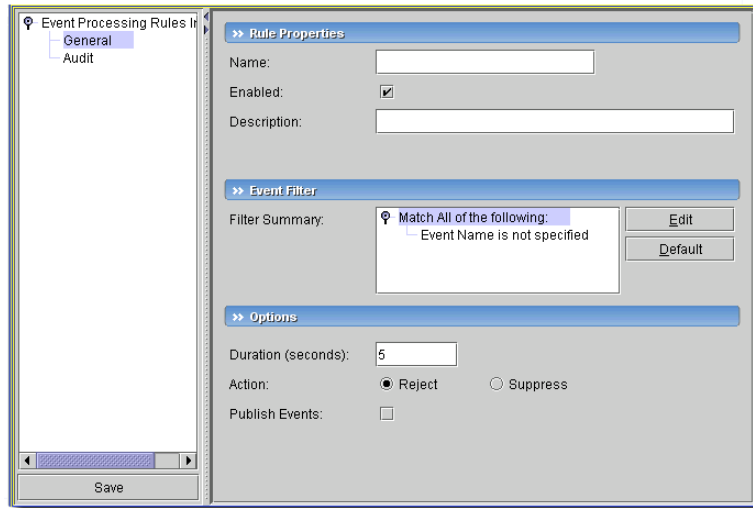 Event Processing Rules
General
Audit
Save
>> Rule Properties
Name:
Enabled:
Description:
>> Event Filter
Filter Summary:
Match All of the following:
Event Name is not specified
Edit
Default
>> Options
Duration (seconds): 5
Action: Reject Suppress
Publish Events: